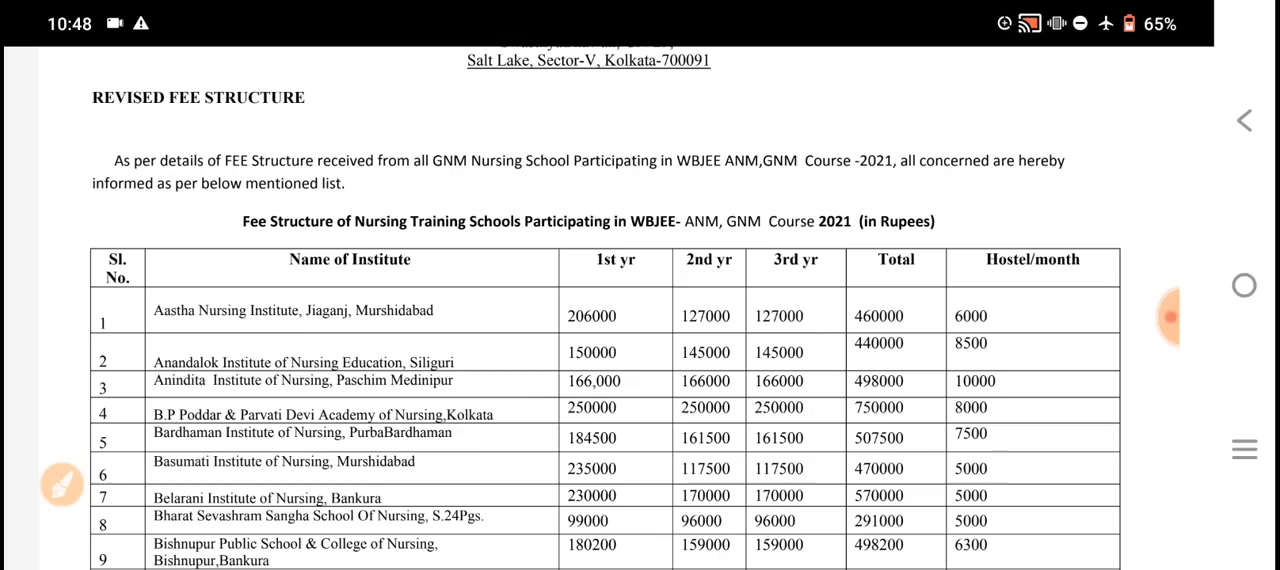 10:48 65%
Salt Lake, Sector-V, Kolkata-700091
REVISED FEE STRUCTURE
As per details of FEE Structure received from all GNM Nursing School Participating in WBJEE ANM,GNM Course -2021, all concerned are hereby
informed as per below mentioned list.
Fee Structure of Nursing Training Schools Participating in WBJEE- ANM, GNM Course 2021 (in Rupees)
Sl. No. Name of Institute 1st yr 2nd yr 3rd yr Total Hostel/month
1 Aastha Nursing Institute, Jiaganj, Murshidabad 206000 127000 127000 460000 6000
2 Anandalok Institute of Nursing Education, Siliguri 150000 145000 145000 440000 8500
3 Anindita Institute of Nursing, Paschim Medinipur 166,000 166000 166000 498000 10000
4 B.P Poddar & Parvati Devi Academy of Nursing,Kolkata 250000 250000 250000 750000 8000
5 Bardhaman Institute of Nursing, PurbaBardhaman 184500 161500 161500 507500 7500
6 Basumati Institute of Nursing, Murshidabad 235000 117500 117500 470000 5000
7 Belarani Institute of Nursing, Bankura 230000 170000 170000 570000 5000
8 Bharat Sevashram Sangha School Of Nursing, S.24Pgs. 99000 96000 96000 291000 5000
9 Bishnupur Public School & College of Nursing, 180200 159000 159000 498200 6300
Bishnupur,Bankura